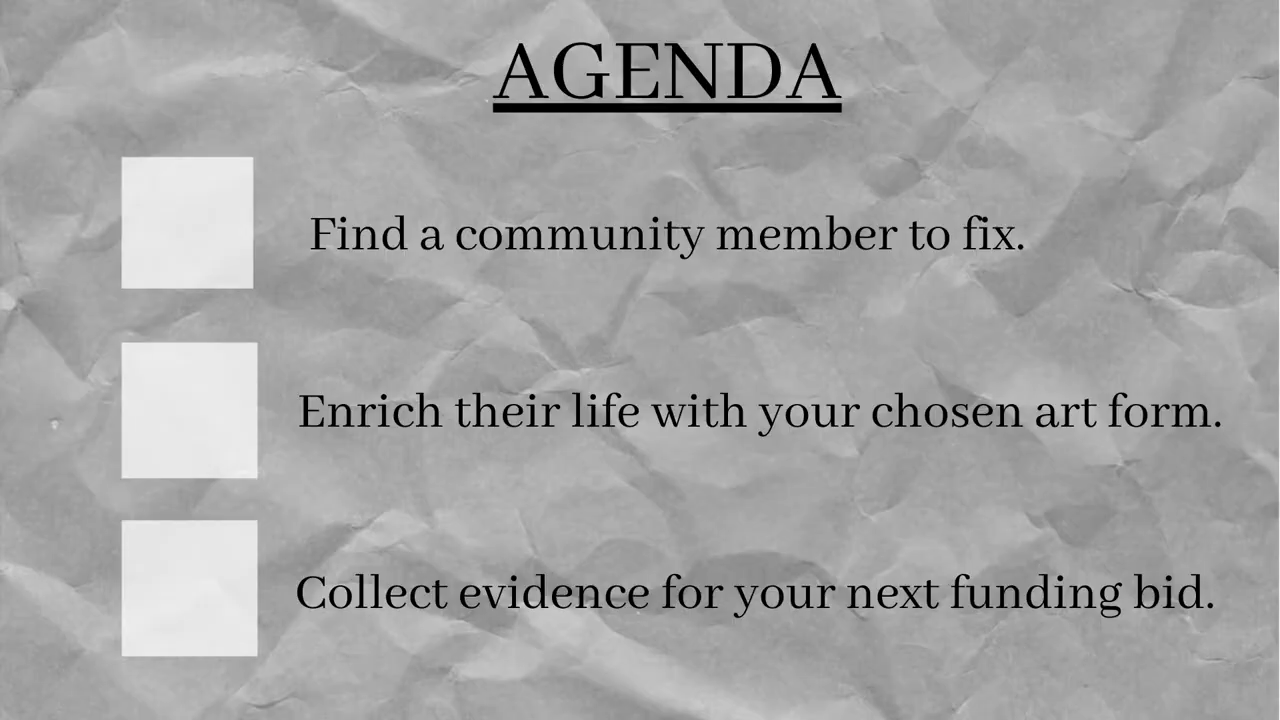 AGENDA
Find a community member to fix.
Enrich their life with your chosen art form.
Collect evidence for your next funding bid.